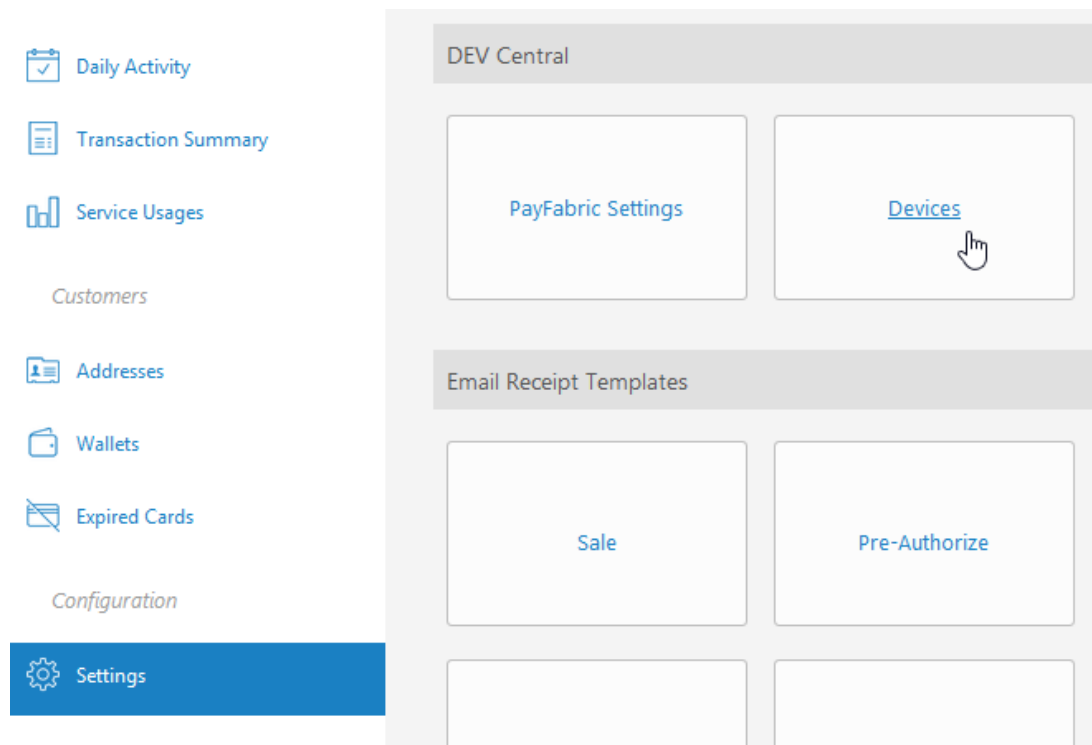 Daily Activity
Transaction Summary
Service Usages
Customers
Addresses
Wallets
Expired Cards
Configuration
Settings
DEV Central
PayFabric Settings
Devices
Email Receipt Templates
Sale
Pre-Authorize